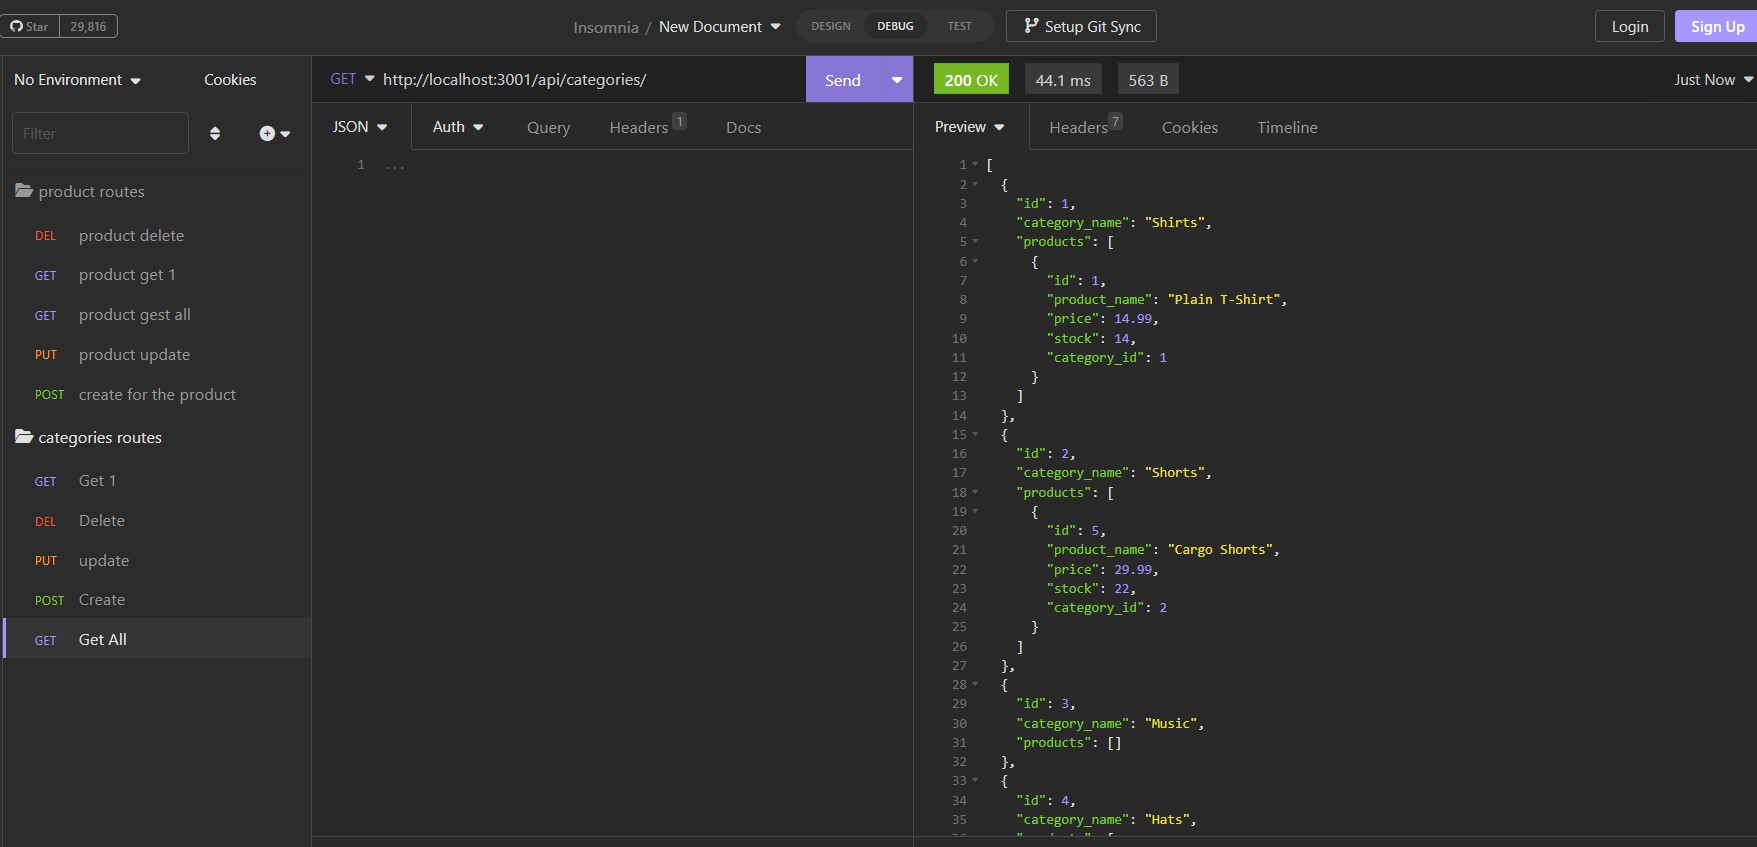 Star 29,816
Insomnia / New Document DESIGN DEBUG TEST Setup Git Sync Login Sign Up
No Environment Cookies
Filter
product routes
DEL product delete
GET product get 1
GET product gest all
PUT product update
POST create for the product
categories routes
GET Get 1
DEL Delete
PUT update
POST Create
GET Get All
GET http://localhost:3001/api/categories/ Send
JSON Auth Query Headers 1 Docs
1 ...
200 OK 44.1 ms 563 B Just Now
Preview Headers 7 Cookies Timeline
1 [
2 {
3 "id": 1,
4 "category_name": "Shirts",
5 "products": [
6 {
7 "id": 1,
8 "product_name": "Plain T-Shirt",
9 "price": 14.99,
10 "stock": 14,
11 "category_id": 1
12 }
13 ]
14 },
15 {
16 "id": 2,
17 "category_name": "Shorts",
18 "products": [
19 {
20 "id": 5,
21 "product_name": "Cargo Shorts",
22 "price": 29.99,
23 "stock": 22,
24 "category_id": 2
25 }
26 ]
27 },
28 {
29 "id": 3,
30 "category_name": "Music",
31 "products": []
32 },
33 {
34 "id": 4,
35 "category_name": "Hats",